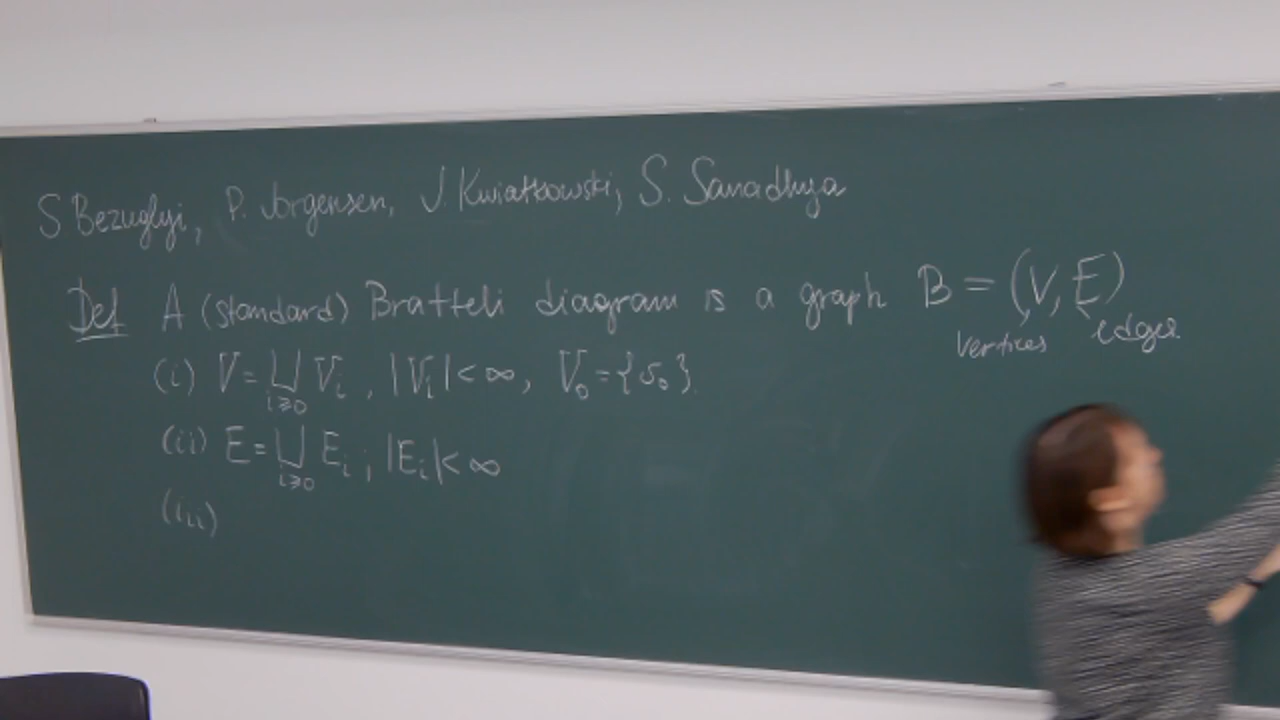 S Bezuglyi, P. Jorgensen, J. Kwiatkowski, S. Sanadhya
Def A (standard) Bratteli diagram is a graph B = (V, E)
vertices edges
(i) V = ⊔ V_i , |V_i| < ∞, V_0 = {v_0}.
i⩾0
(ii) E = ⊔ E_i ; |E_i| < ∞
i⩾0
(iii)